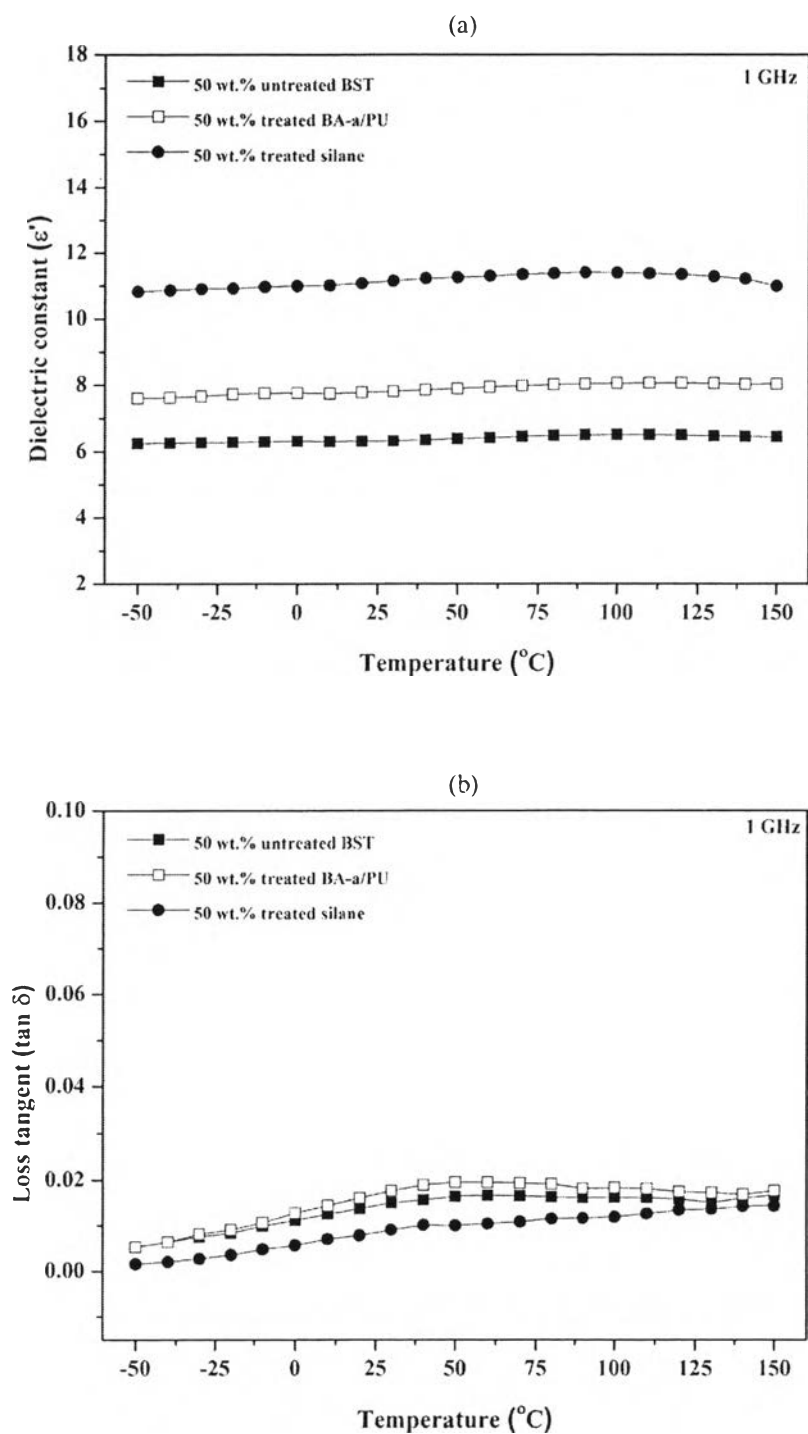 (a)
18
16
14
12
10
8
6
4
2
Dielectric constant (ε')
50 wt.% untreated BST
50 wt.% treated BA-a/PU
50 wt.% treated silane
1 GHz
-50 -25 0 25 50 75 100 125 150
Temperature (°C)
(b)
0.10
0.08
0.06
0.04
0.02
0.00
Loss tangent (tan δ)
50 wt.% untreated BST
50 wt.% treated BA-a/PU
50 wt.% treated silane
1 GHz
-50 -25 0 25 50 75 100 125 150
Temperature (°C)